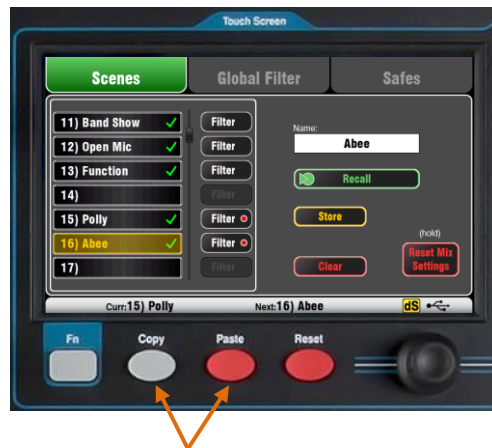 Touch Screen
Scenes Global Filter Safes
11) Band Show Filter
12) Open Mic Filter
13) Function Filter
14) Filter
15) Polly Filter
16) Abee Filter
17) Filter
Name:
Abee
Recall
Store
Clear
(hold)
Reset Mix
Settings
Curr:15) Polly Next:16) Abee dS
Fn Copy Paste Reset